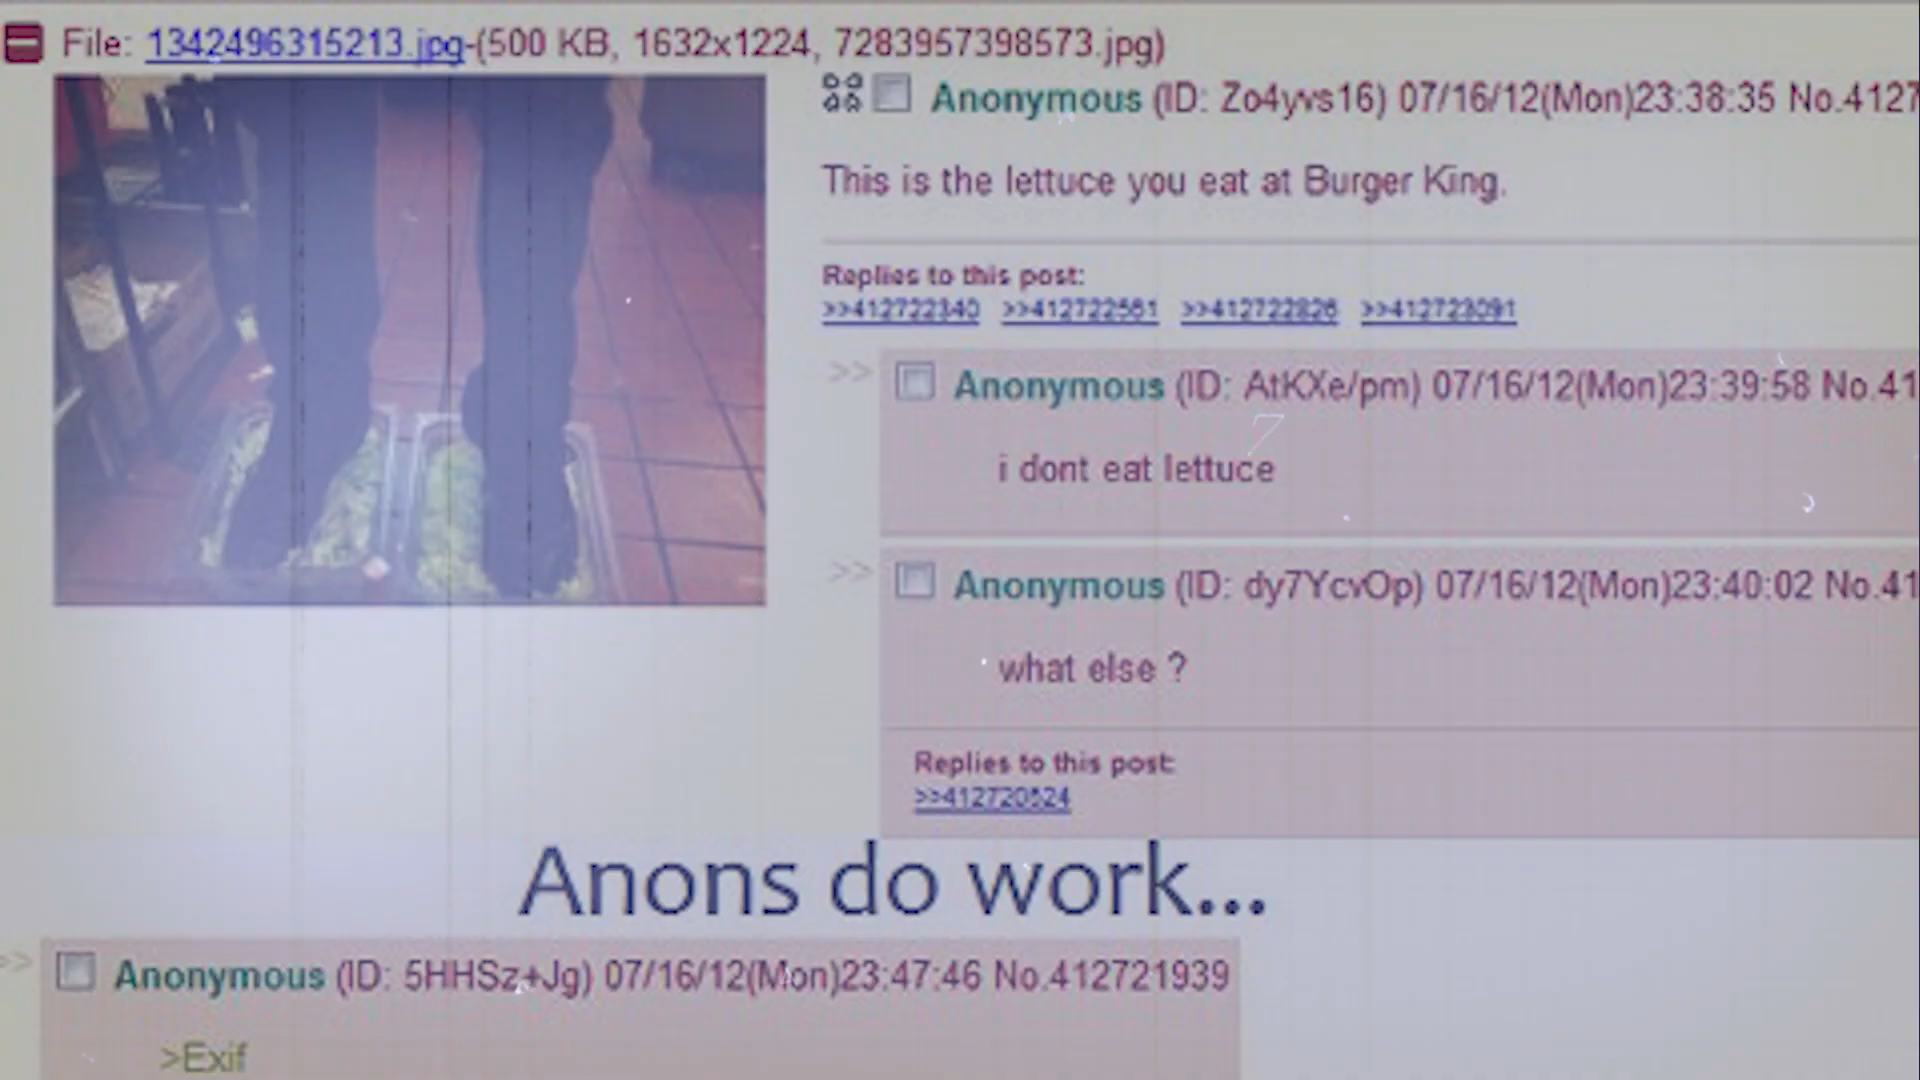 File: 1342496315213.jpg-(500 KB, 1632x1224, 7283957398573.jpg)
Anonymous (ID: Zo4yvs16) 07/16/12(Mon)23:38:35 No.4127
This is the lettuce you eat at Burger King.
Replies to this post:
>>412722340 >>412722561 >>412722826 >>412723091
>> Anonymous (ID: AtKXe/pm) 07/16/12(Mon)23:39:58 No.41
i dont eat lettuce
>> Anonymous (ID: dy7YcvOp) 07/16/12(Mon)23:40:02 No.41
what else ?
Replies to this post:
>>412720524
Anons do work...
>> Anonymous (ID: 5HHSz+Jg) 07/16/12(Mon)23:47:46 No.412721939
>Exif